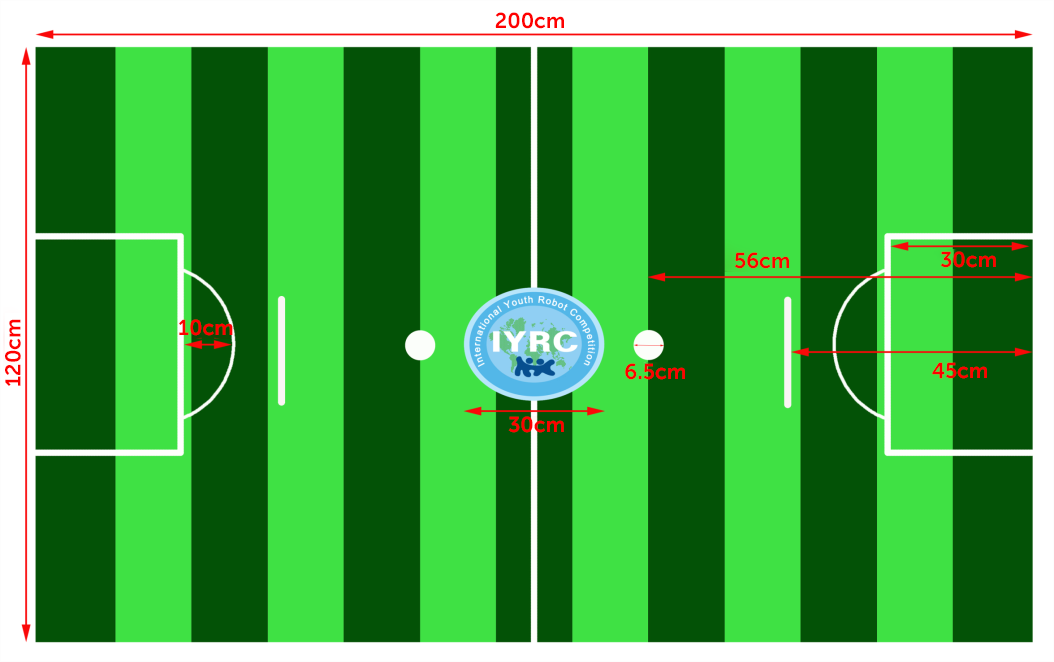 200cm
120cm
10cm
International Youth Robot Competition
IYRC
30cm
56cm
6.5cm
30cm
45cm